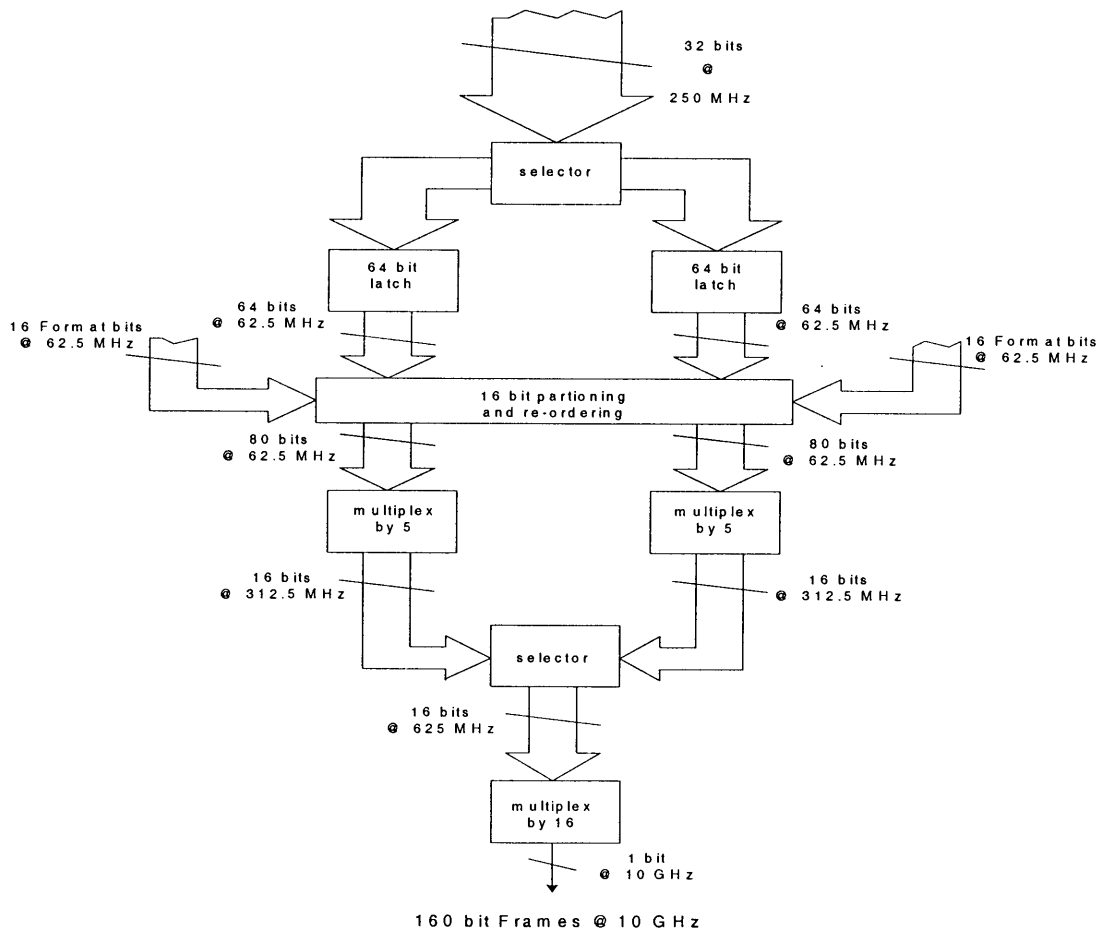 32 bits
@
250 MHz
selector
64 bit
latch
64 bit
latch
64 bits
@ 62.5 MHz
64 bits
@ 62.5 MHz
16 Format bits
@ 62.5 MHz
16 Format bits
@ 62.5 MHz
16 bit partioning
and re-ordering
80 bits
@ 62.5 MHz
80 bits
@ 62.5 MHz
multiplex
by 5
multiplex
by 5
16 bits
@ 312.5 MHz
16 bits
@ 312.5 MHz
selector
16 bits
@ 625 MHz
multiplex
by 16
1 bit
@ 10 GHz
160 bit Frames @ 10 GHz